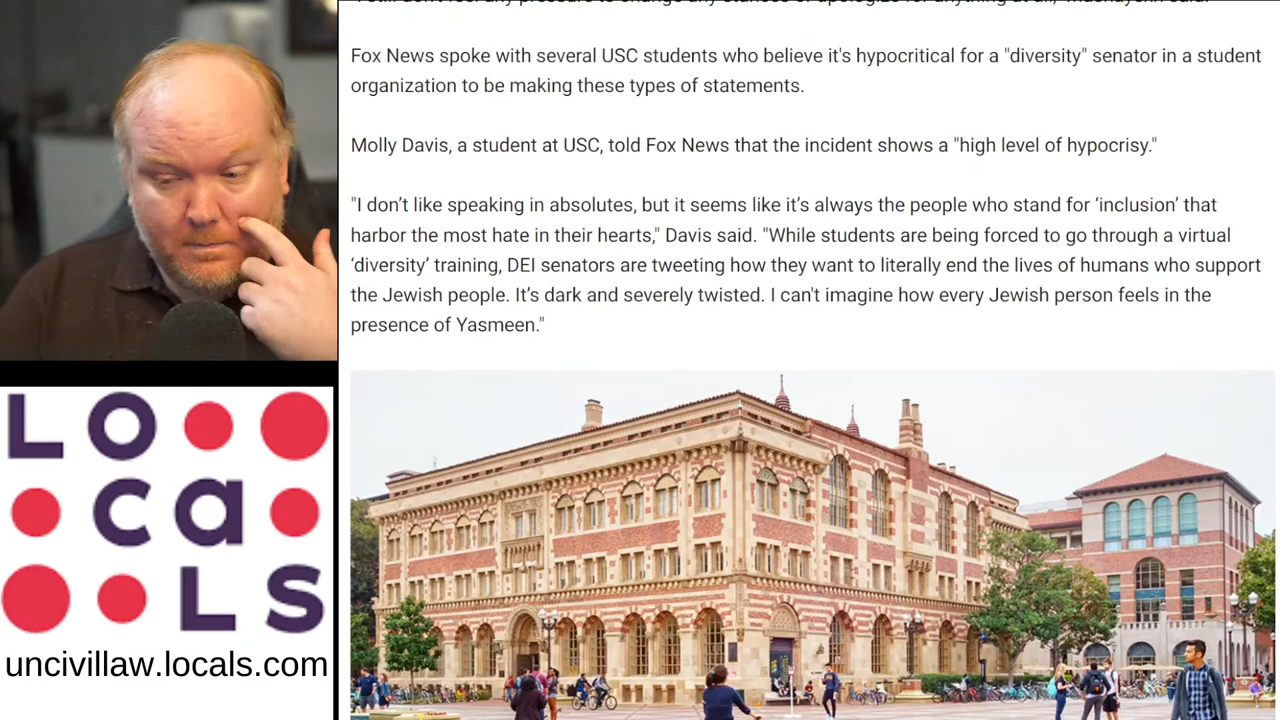 Fox News spoke with several USC students who believe it's hypocritical for a "diversity" senator in a student
organization to be making these types of statements.
Molly Davis, a student at USC, told Fox News that the incident shows a "high level of hypocrisy."
"I don’t like speaking in absolutes, but it seems like it’s always the people who stand for ‘inclusion’ that
harbor the most hate in their hearts," Davis said. "While students are being forced to go through a virtual
‘diversity’ training, DEI senators are tweeting how they want to literally end the lives of humans who support
the Jewish people. It’s dark and severely twisted. I can't imagine how every Jewish person feels in the
presence of Yasmeen."
LO
ca
LS
uncivillaw.locals.com